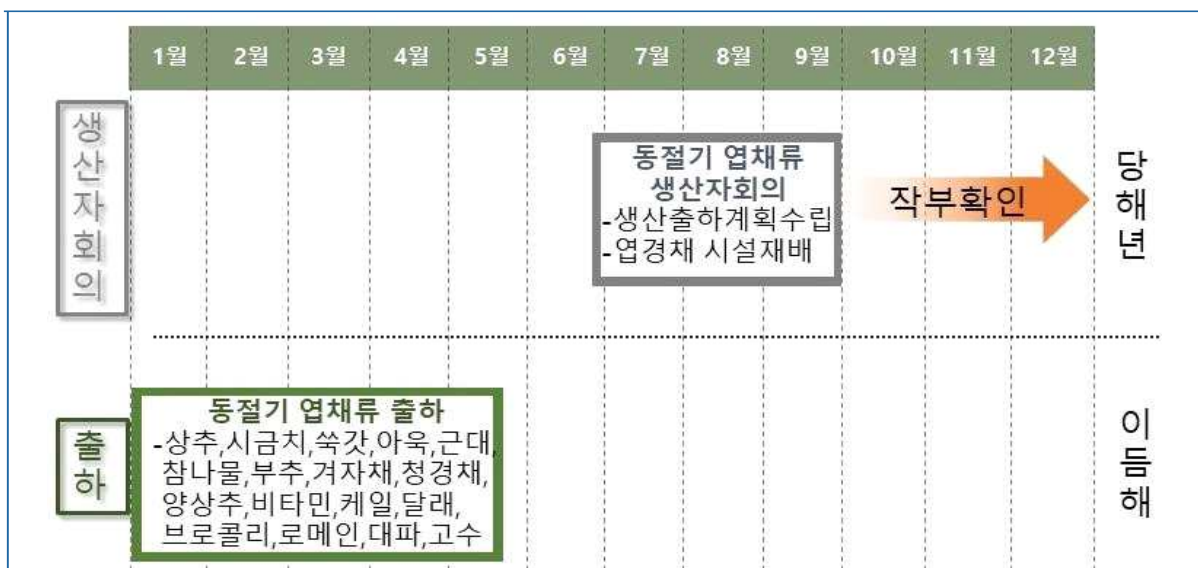 1월 2월 3월 4월 5월 6월 7월 8월 9월 10월 11월 12월
생산자회의
동절기 엽채류
생산자회의
-생산출하계획수립
-엽경채 시설재배
작부확인
당해년
출하
동절기 엽채류 출하
-상추,시금치,쑥갓,아욱,근대,
참나물,부추,겨자채,청경채,
양상추,비타민,케일,달래,
브로콜리,로메인,대파,고수
이듬해